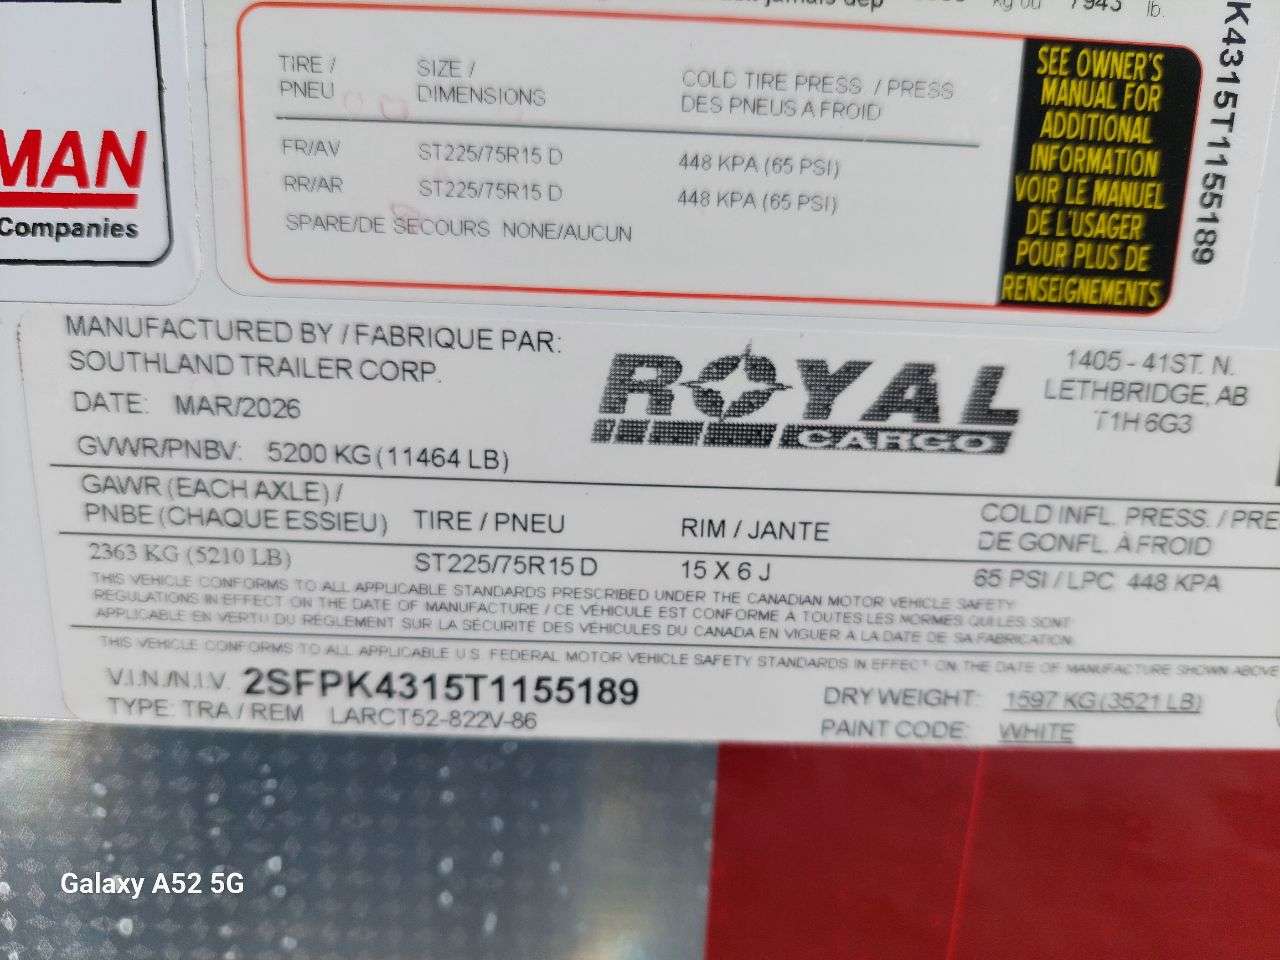 7943 lb.
TIRE / PNEU SIZE / DIMENSIONS COLD TIRE PRESS / PRESS DES PNEUS A FROID
FR/AV ST225/75R15 D 448 KPA (65 PSI)
RR/AR ST225/75R15 D 448 KPA (65 PSI)
SPARE/DE SECOURS NONE/AUCUN
SEE OWNER'S
MANUAL FOR
ADDITIONAL
INFORMATION
VOIR LE MANUEL
DE L'USAGER
POUR PLUS DE
RENSEIGNEMENTS
K4315T1155189
MAN
Companies
MANUFACTURED BY / FABRIQUE PAR:
SOUTHLAND TRAILER CORP.
DATE: MAR/2026
GVWR/PNBV: 5200 KG (11464 LB)
ROYAL
CARGO
1405 - 41ST. N.
LETHBRIDGE, AB
T1H 6G3
GAWR (EACH AXLE) /
PNBE (CHAQUE ESSIEU) TIRE / PNEU RIM / JANTE COLD INFL. PRESS. / PRE
DE GONFL. À FROID
2363 KG (5210 LB) ST225/75R15 D 15 X 6 J 65 PSI / LPC 448 KPA
THIS VEHICLE CONFORMS TO ALL APPLICABLE STANDARDS PRESCRIBED UNDER THE CANADIAN MOTOR VEHICLE SAFETY
REGULATIONS IN EFFECT ON THE DATE OF MANUFACTURE / CE VÉHICULE EST CONFORME À TOUTES LES NORMES QUI LES SONT
APPLICABLE EN VERTU DU RÈGLEMENT SUR LA SÉCURITÉ DES VÉHICULES DU CANADA EN VIGUER A LA DATE DE SA FABRICATION.
THIS VEHICLE CONFORMS TO ALL APPLICABLE U.S. FEDERAL MOTOR VEHICLE SAFETY STANDARDS IN EFFECT ON THE DATE OF MANUFACTURE SHOWN ABOVE
V.I.N./N.I.V. 2SFPK4315T1155189 DRY WEIGHT: 1597 KG (3521 LB)
TYPE: TRA / REM LARCT52-822V-86 PAINT CODE: WHITE
Galaxy A52 5G